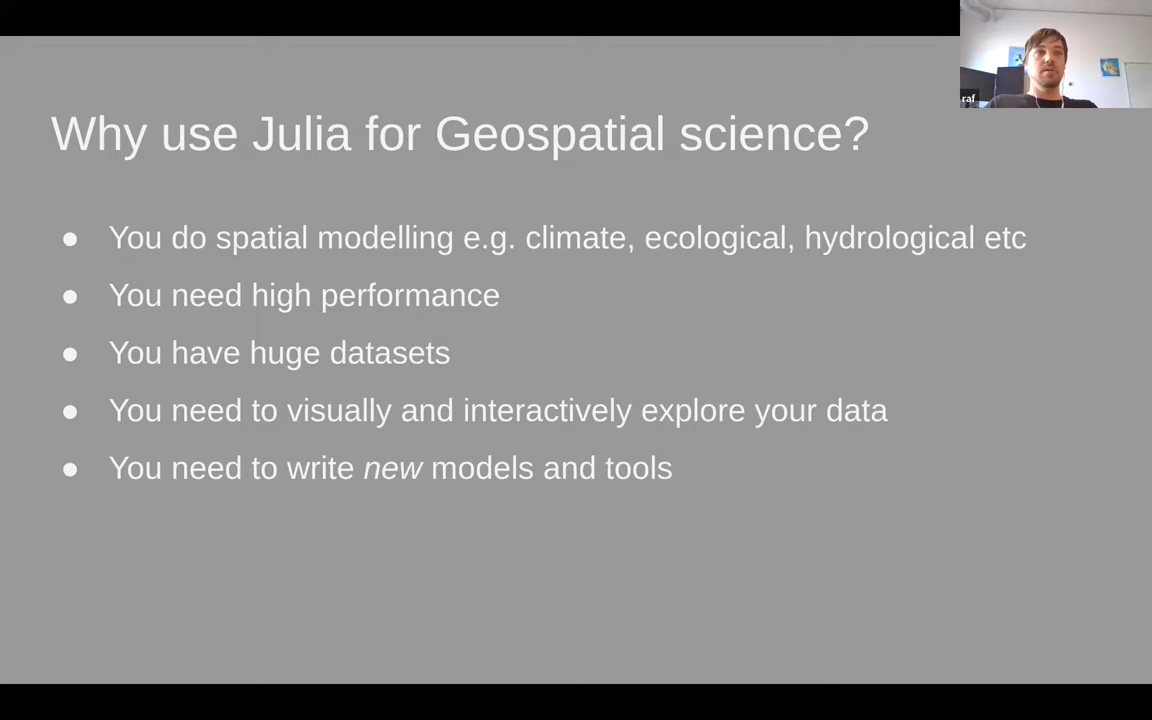 raf
Why use Julia for Geospatial science?
● You do spatial modelling e.g. climate, ecological, hydrological etc
● You need high performance
● You have huge datasets
● You need to visually and interactively explore your data
● You need to write new models and tools